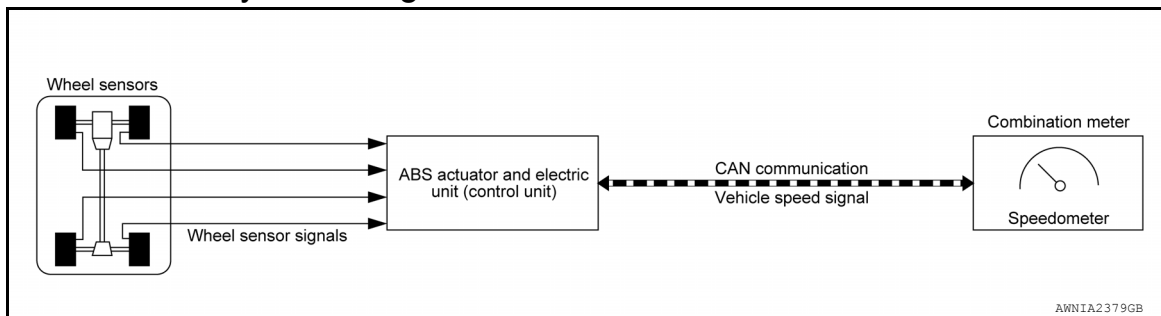 Wheel sensors
Combination meter
ABS actuator and electric
unit (control unit)
CAN communication
Vehicle speed signal
Speedometer
Wheel sensor signals
AWNIA2379GB